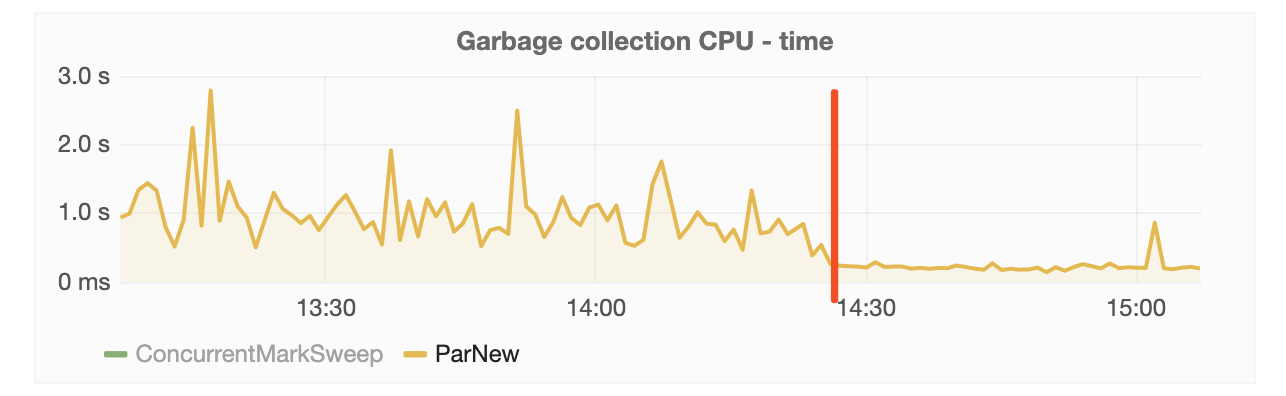 Garbage collection CPU - time
3.0 s
2.0 s
1.0 s
0 ms
13:30 14:00 14:30 15:00
ConcurrentMarkSweep ParNew